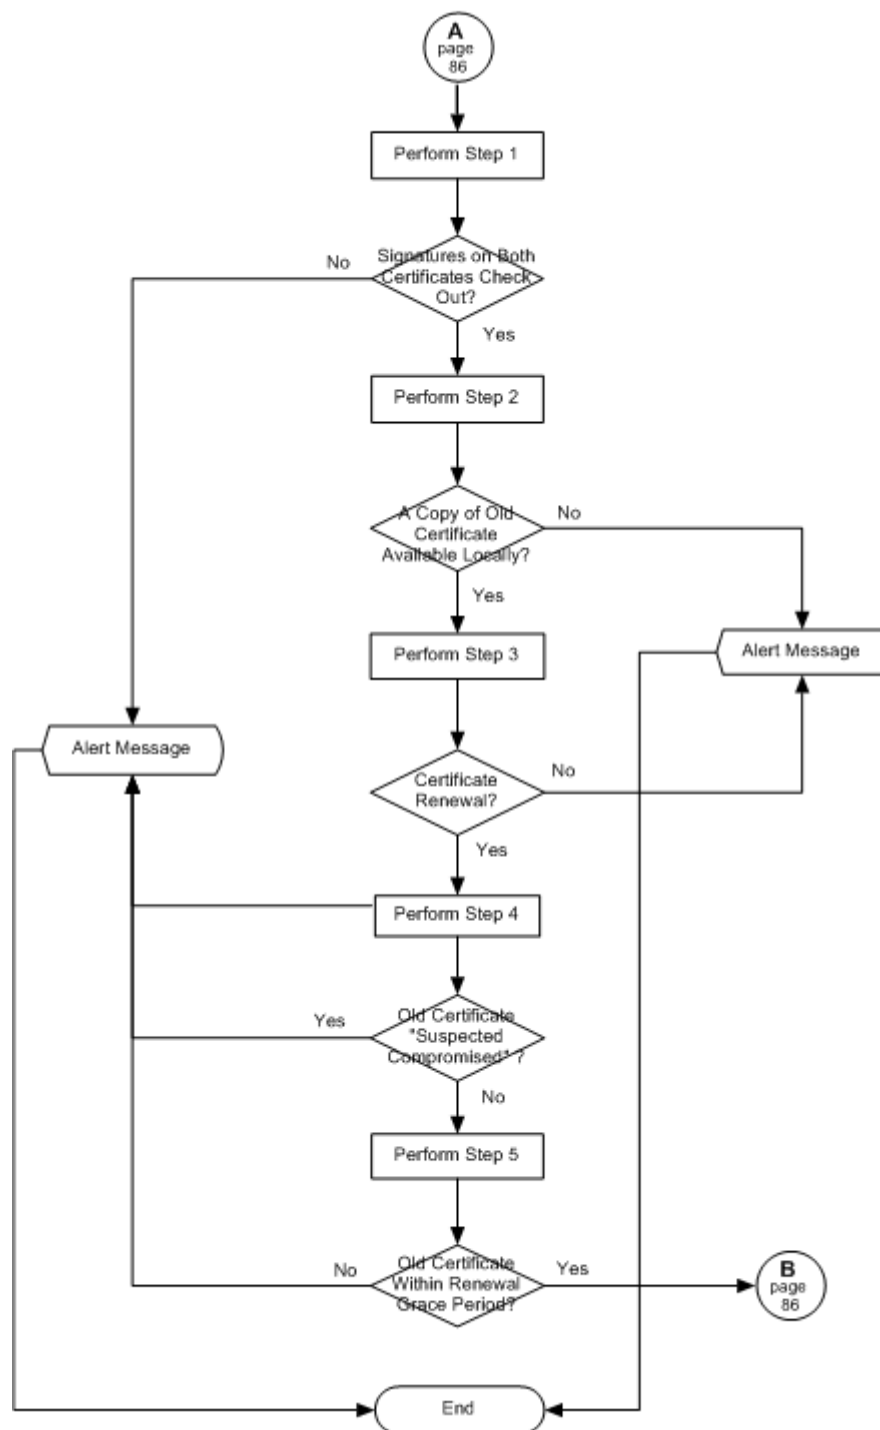 A
page
86
Perform Step 1
Signatures on Both
Certificates Check
Out?
No
Yes
Perform Step 2
A Copy of Old
Certificate
Available Locally?
No
Yes
Perform Step 3
Alert Message
Alert Message
Certificate
Renewal?
No
Yes
Perform Step 4
Old Certificate
"Suspected
Compromised" ?
Yes
No
Perform Step 5
Old Certificate
Within Renewal
Grace Period?
No
Yes
B
page
86
End